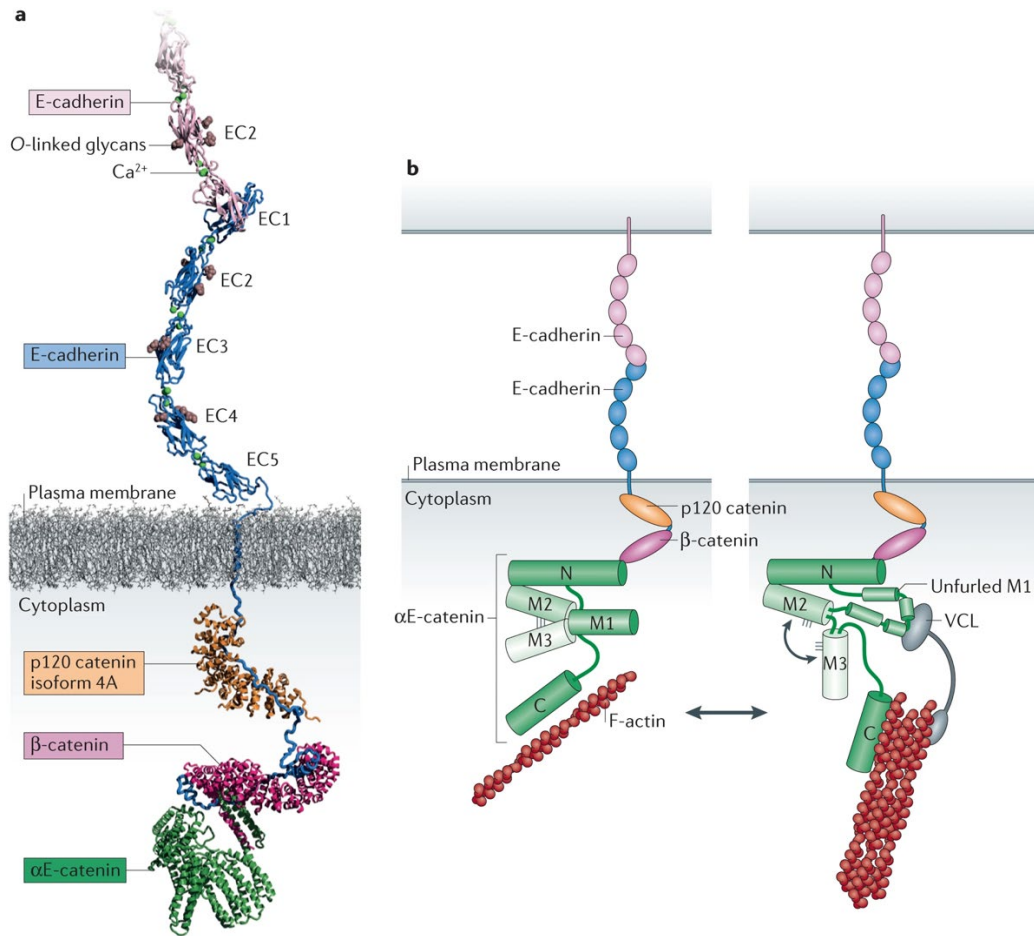 a
E-cadherin
O-linked glycans
Ca²⁺
EC2
EC1
EC2
E-cadherin
EC3
EC4
EC5
Plasma membrane
Cytoplasm
p120 catenin
isoform 4A
β-catenin
αE-catenin
b
E-cadherin
E-cadherin
Plasma membrane
Cytoplasm
p120 catenin
β-catenin
αE-catenin
N
M2
M1
M3
C
F-actin
N
Unfurled M1
M2
VCL
M3
C